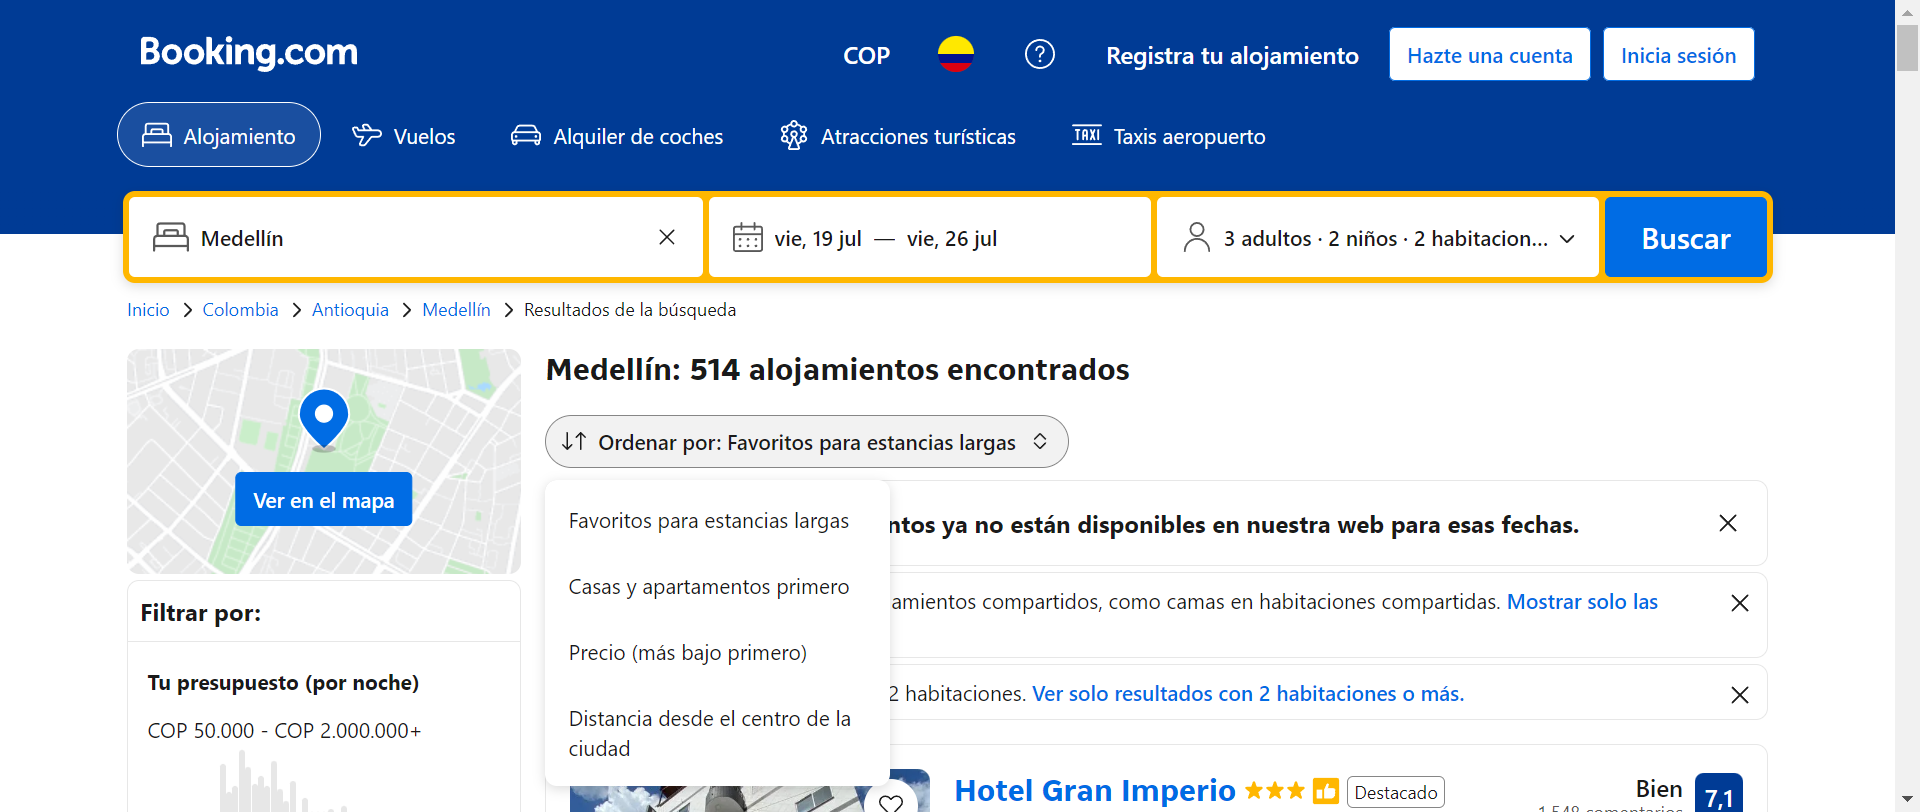 Booking.com
COP
Registra tu alojamiento
Hazte una cuenta
Inicia sesión
Alojamiento
Vuelos
Alquiler de coches
Atracciones turísticas
TAXI
Taxis aeropuerto
Medellín
vie, 19 jul — vie, 26 jul
3 adultos · 2 niños · 2 habitacion...
Buscar
Inicio
Colombia
Antioquia
Medellín
Resultados de la búsqueda
Ver en el mapa
Medellín: 514 alojamientos encontrados
Ordenar por: Favoritos para estancias largas
Favoritos para estancias largas
Casas y apartamentos primero
Precio (más bajo primero)
Distancia desde el centro de la
ciudad
ntos ya no están disponibles en nuestra web para esas fechas.
amientos compartidos, como camas en habitaciones compartidas. Mostrar solo las
2 habitaciones. Ver solo resultados con 2 habitaciones o más.
Filtrar por:
Tu presupuesto (por noche)
COP 50.000 - COP 2.000.000+
Hotel Gran Imperio
Destacado
Bien
1.548 comentarios
7,1